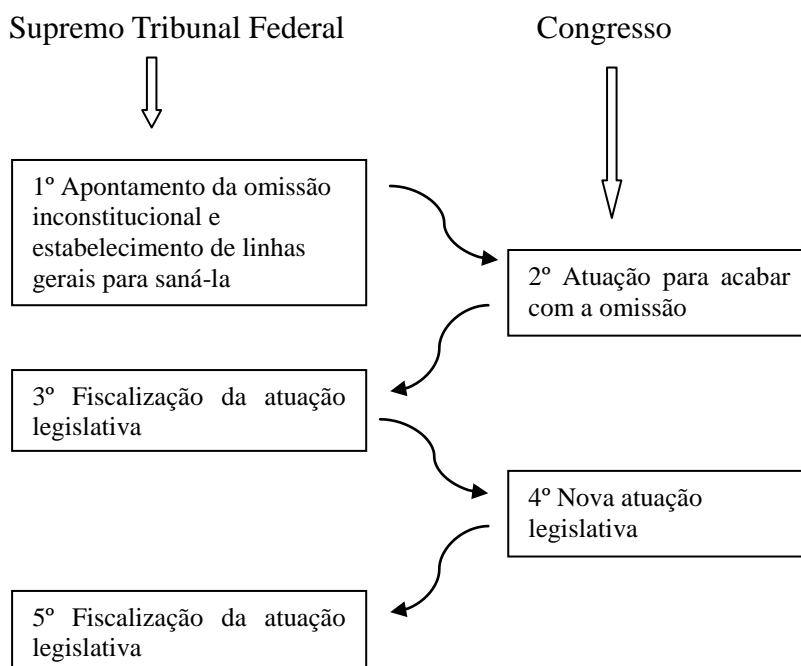 Supremo Tribunal Federal
Congresso
1º Apontamento da omissão
inconstitucional e
estabelecimento de linhas
gerais para saná-la
2º Atuação para acabar
com a omissão
3º Fiscalização da atuação
legislativa
4º Nova atuação
legislativa
5º Fiscalização da atuação
legislativa